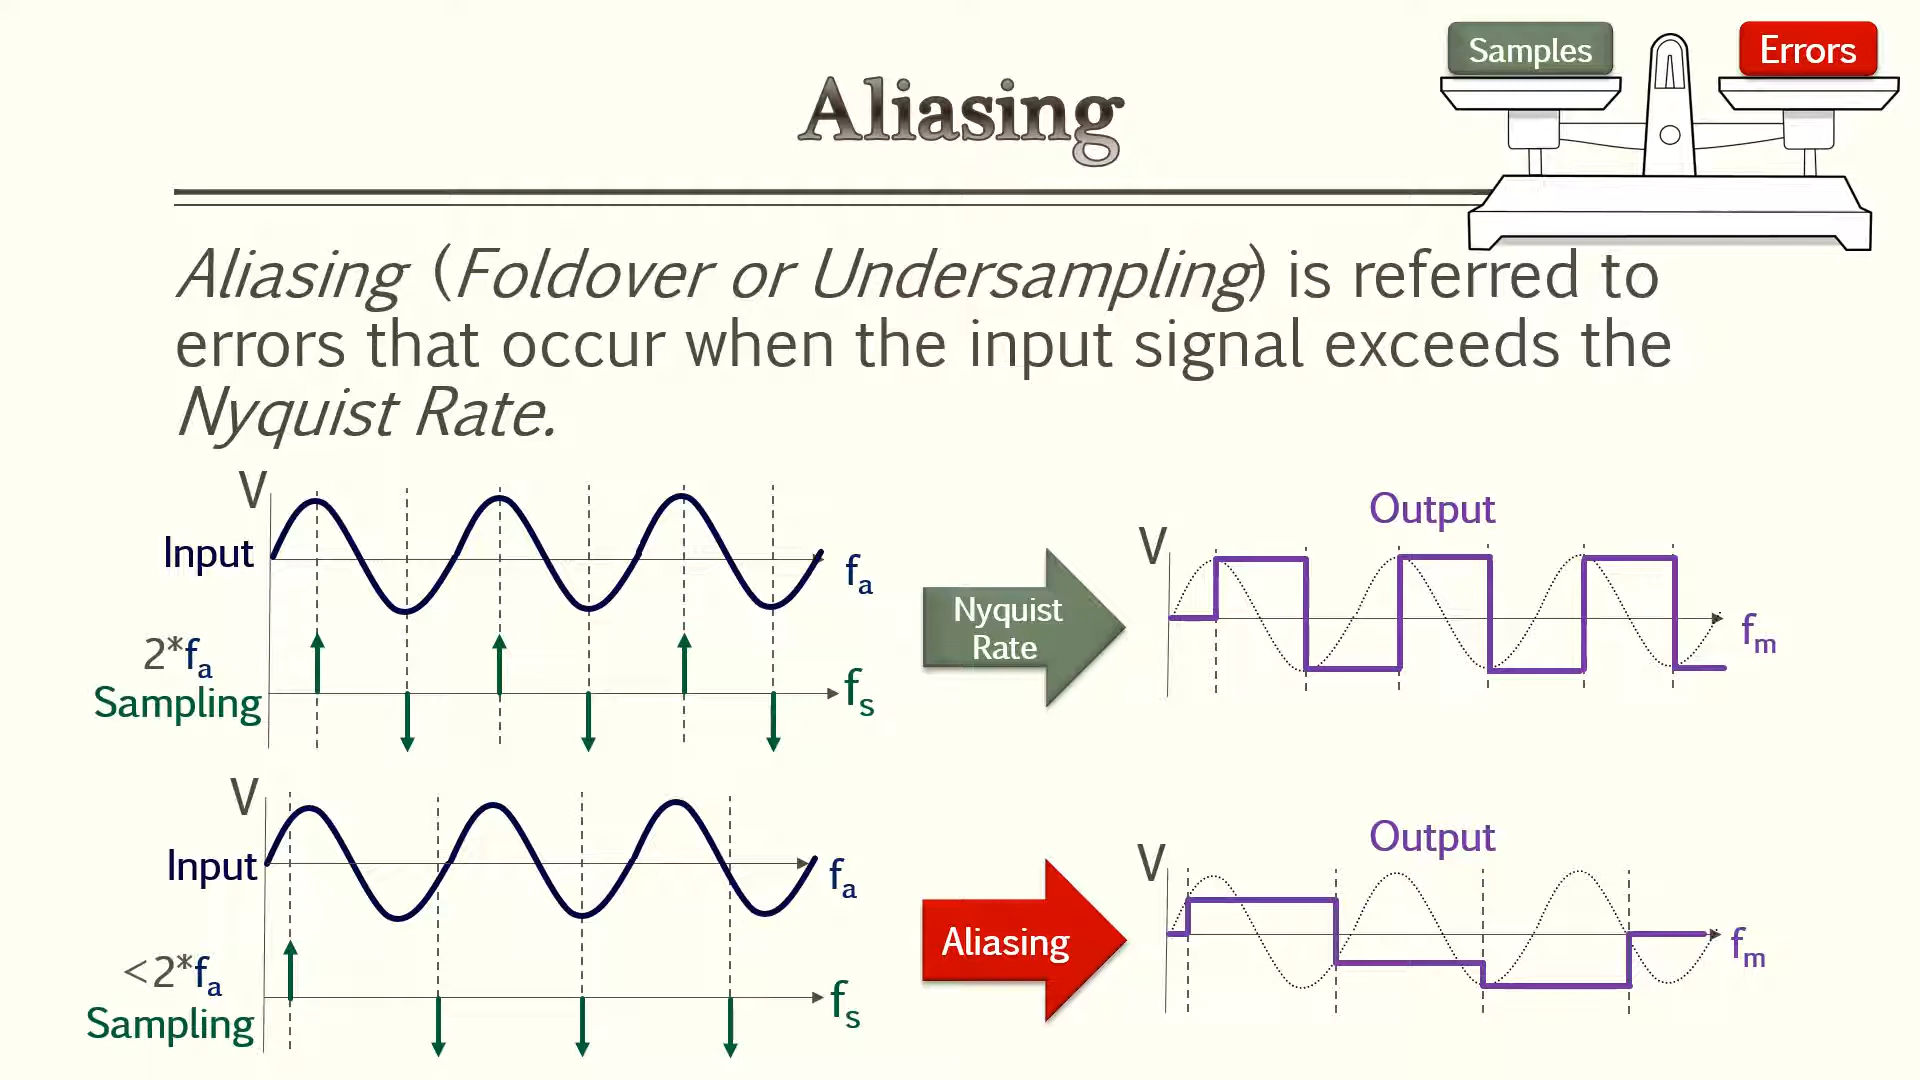 Samples
Errors
Aliasing
Aliasing (Foldover or Undersampling) is referred to
errors that occur when the input signal exceeds the
Nyquist Rate.
V
Input
fa
2*fa
Sampling
fs
Nyquist
Rate
Output
V
fm
V
Input
fa
<2*fa
Sampling
fs
Aliasing
Output
V
fm